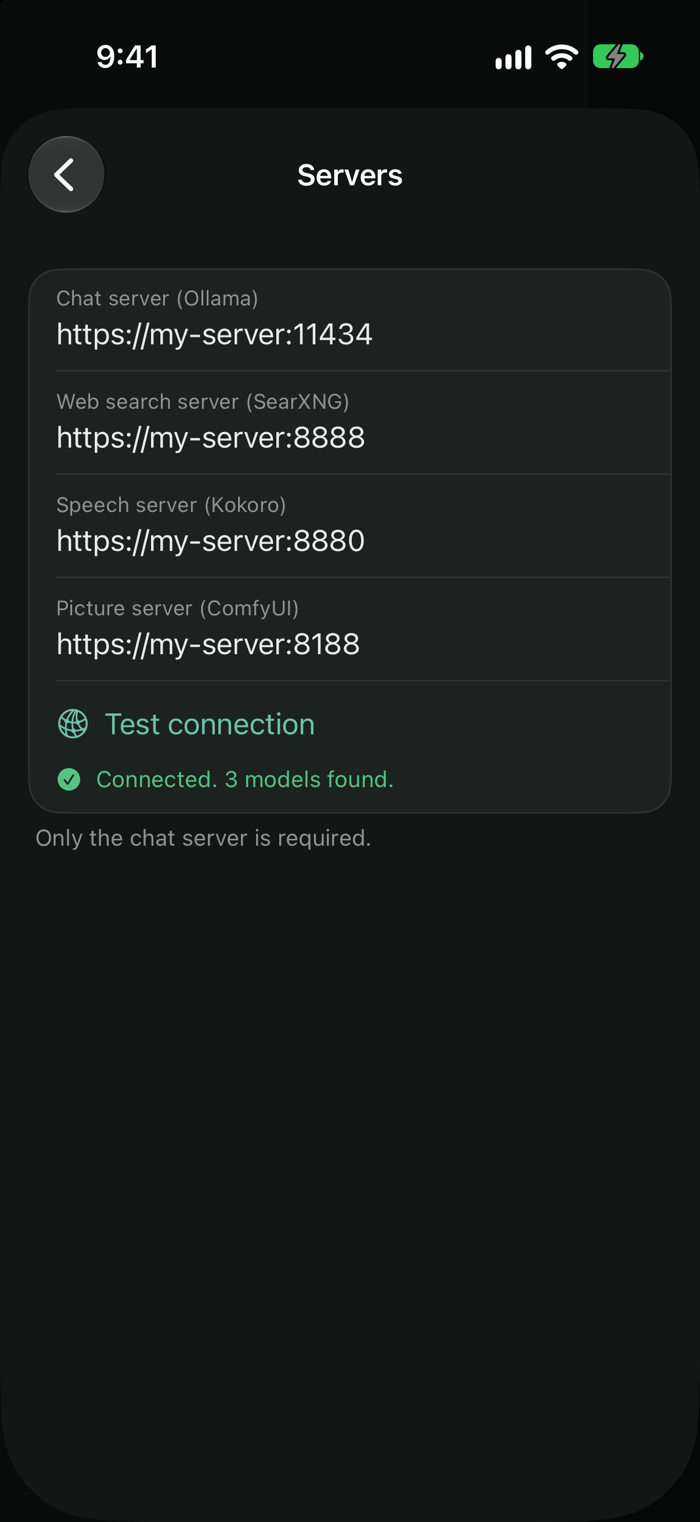 9:41
Servers
Chat server (Ollama)
https://my-server:11434
Web search server (SearXNG)
https://my-server:8888
Speech server (Kokoro)
https://my-server:8880
Picture server (ComfyUI)
https://my-server:8188
Test connection
Connected. 3 models found.
Only the chat server is required.